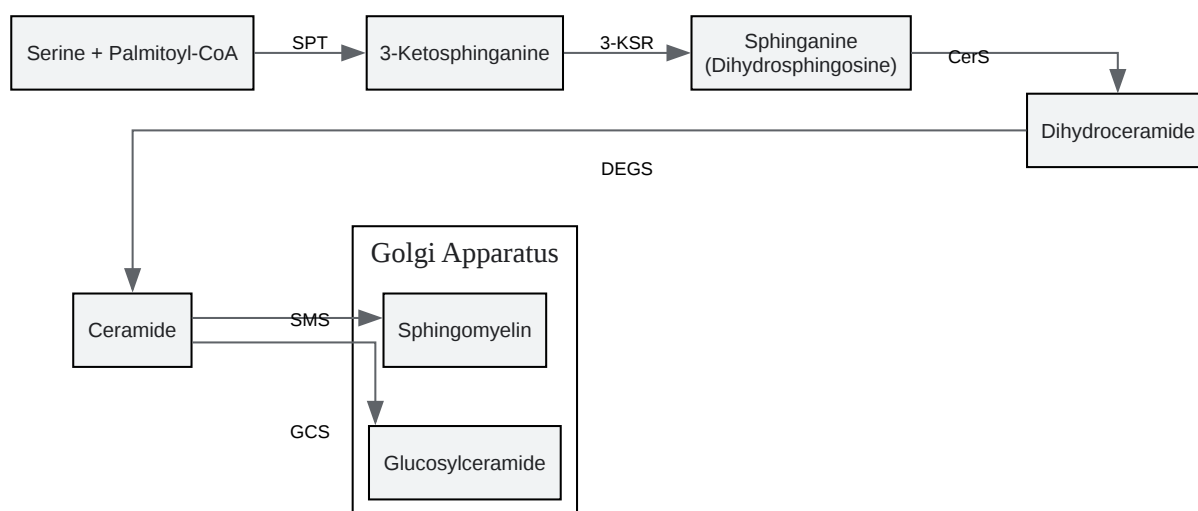 Serine + Palmitoyl-CoA
SPT
3-Ketosphinganine
3-KSR
Sphinganine
(Dihydrosphingosine)
CerS
Dihydroceramide
DEGS
Golgi Apparatus
Ceramide
SMS
Sphingomyelin
GCS
Glucosylceramide